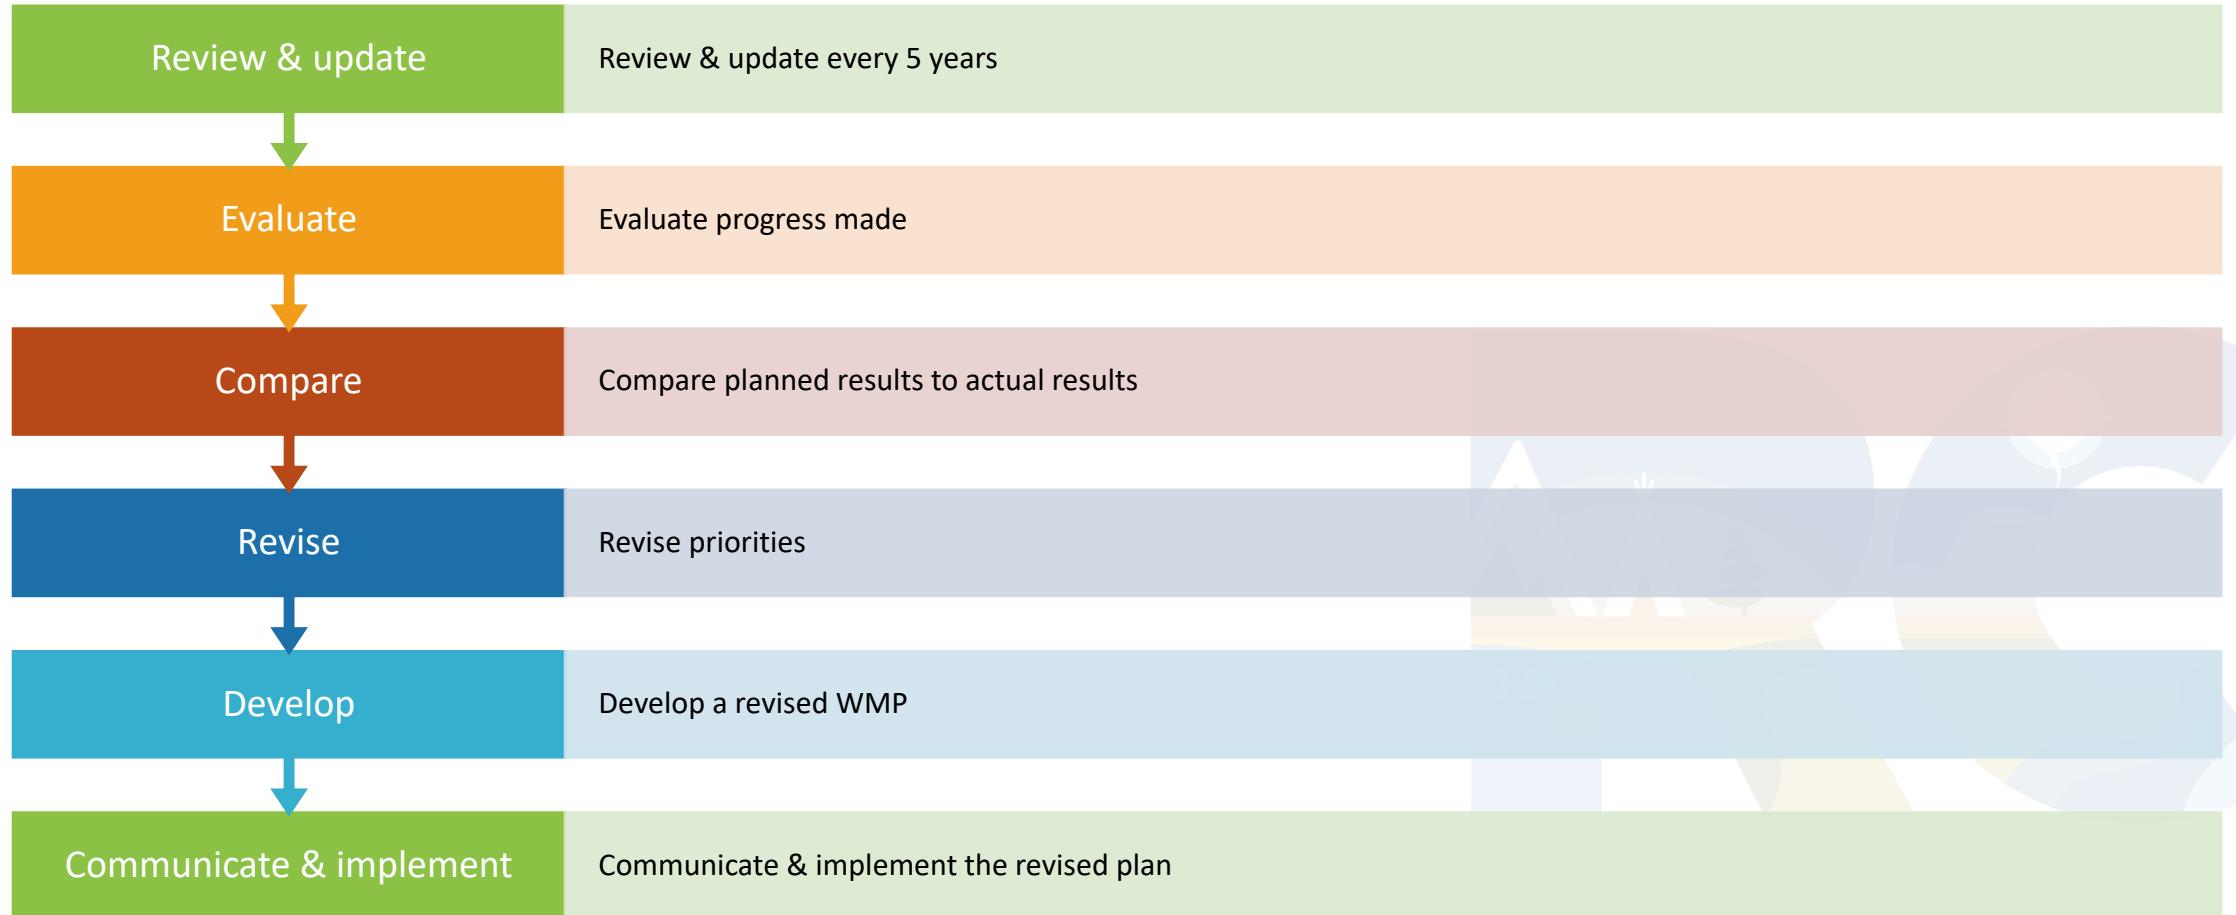 Review & update
Review & update every 5 years
Evaluate
Evaluate progress made
Compare
Compare planned results to actual results
Revise
Revise priorities
Develop
Develop a revised WMP
Communicate & implement
Communicate & implement the revised plan